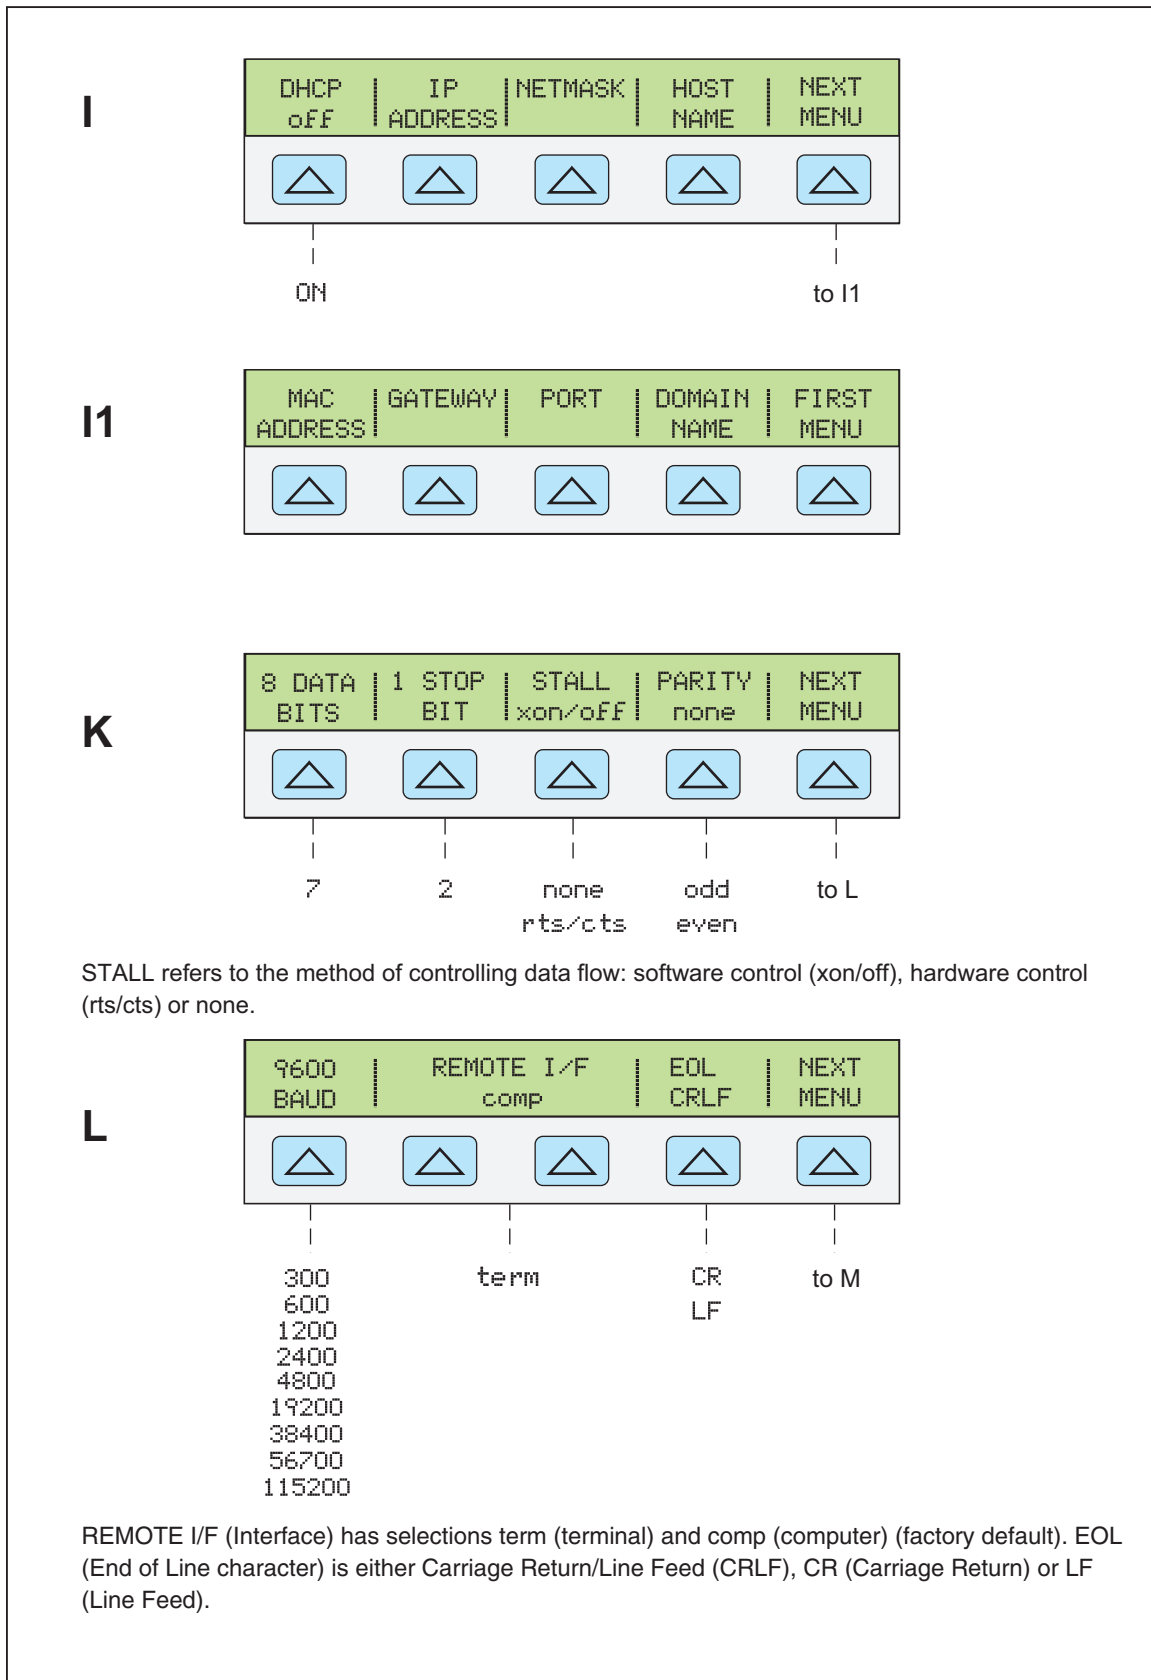 I
DHCP IP NETMASK HOST NEXT
off ADDRESS NAME MENU
ON to I1
I1
MAC GATEWAY PORT DOMAIN FIRST
ADDRESS NAME MENU
K
8 DATA 1 STOP STALL PARITY NEXT
BITS BIT xon/off none MENU
7 2 none odd to L
rts/cts even
STALL refers to the method of controlling data flow: software control (xon/off), hardware control
(rts/cts) or none.
L
9600 REMOTE I/F EOL NEXT
BAUD comp CRLF MENU
300 term CR to M
600 LF
1200
2400
4800
19200
38400
56700
115200
REMOTE I/F (Interface) has selections term (terminal) and comp (computer) (factory default). EOL
(End of Line character) is either Carriage Return/Line Feed (CRLF), CR (Carriage Return) or LF
(Line Feed).